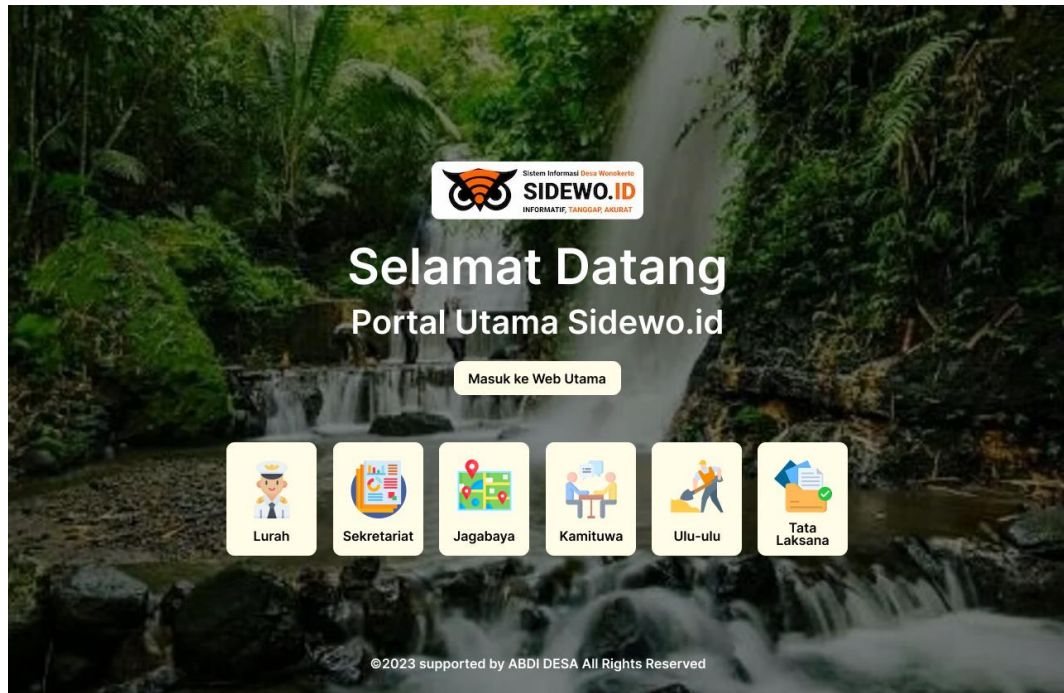 Sistem Informasi Desa Wonokerto
SIDEWO.ID
INFORMATIF, TANGGAP, AKURAT
Selamat Datang
Portal Utama Sidewo.id
Masuk ke Web Utama
Lurah
Sekretariat
Jagabaya
Kamituwa
Ulu-ulu
Tata
Laksana
©2023 supported by ABDI DESA All Rights Reserved